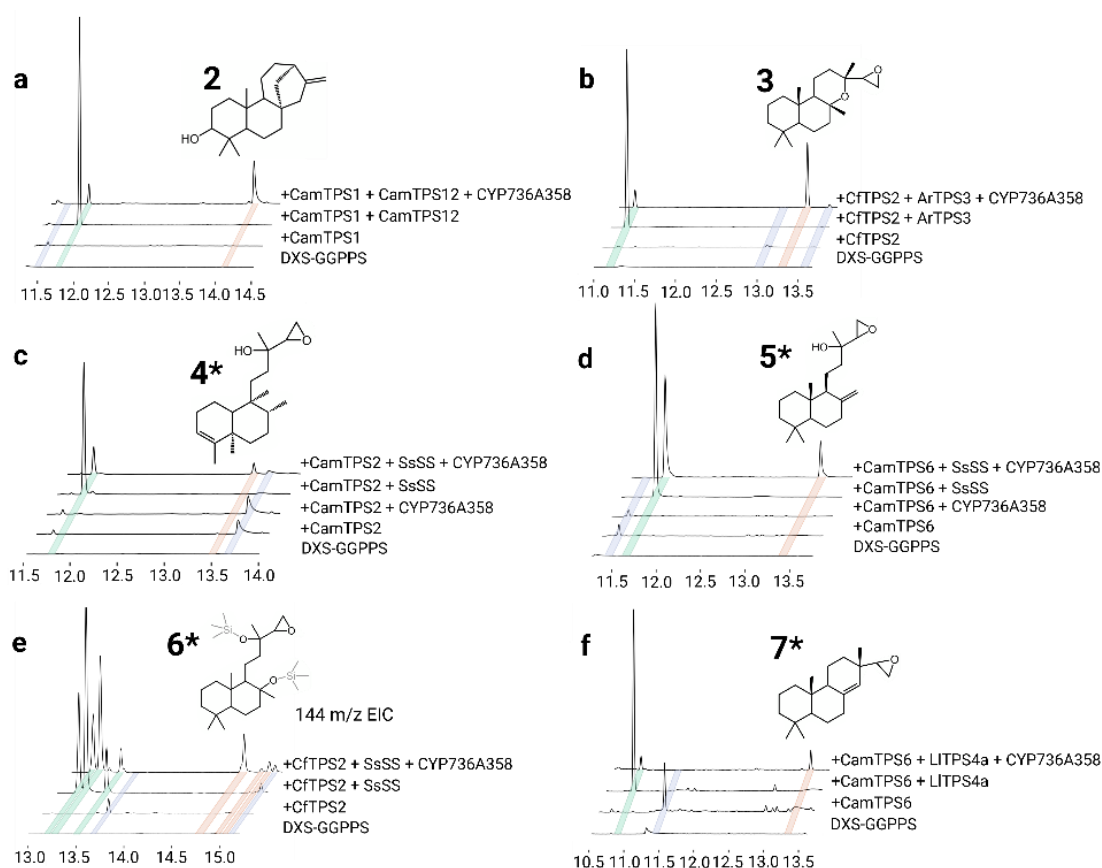 a
2
HO
+CamTPS1 + CamTPS12 + CYP736A358
+CamTPS1 + CamTPS12
+CamTPS1
DXS-GGPPS
11.5 12.0 12.5 13.0 13.5 14.0 14.5
b
3
O
O
+CfTPS2 + ArTPS3 + CYP736A358
+CfTPS2 + ArTPS3
+CfTPS2
DXS-GGPPS
11.0 11.5 12.0 12.5 13.0 13.5
c
4*
HO
O
+CamTPS2 + SsSS + CYP736A358
+CamTPS2 + SsSS
+CamTPS2 + CYP736A358
+CamTPS2
DXS-GGPPS
11.5 12.0 12.5 13.0 13.5 14.0
d
5*
HO
O
+CamTPS6 + SsSS + CYP736A358
+CamTPS6 + SsSS
+CamTPS6 + CYP736A358
+CamTPS6
DXS-GGPPS
11.5 12.0 12.5 13.0 13.5
e
6*
Si
O
O
O
Si
144 m/z EIC
+CfTPS2 + SsSS + CYP736A358
+CfTPS2 + SsSS
+CfTPS2
DXS-GGPPS
13.0 13.5 14.0 14.5 15.0
f
7*
O
+CamTPS6 + LlTPS4a + CYP736A358
+CamTPS6 + LlTPS4a
+CamTPS6
DXS-GGPPS
10.5 11.0 11.5 12.0 12.5 13.0 13.5